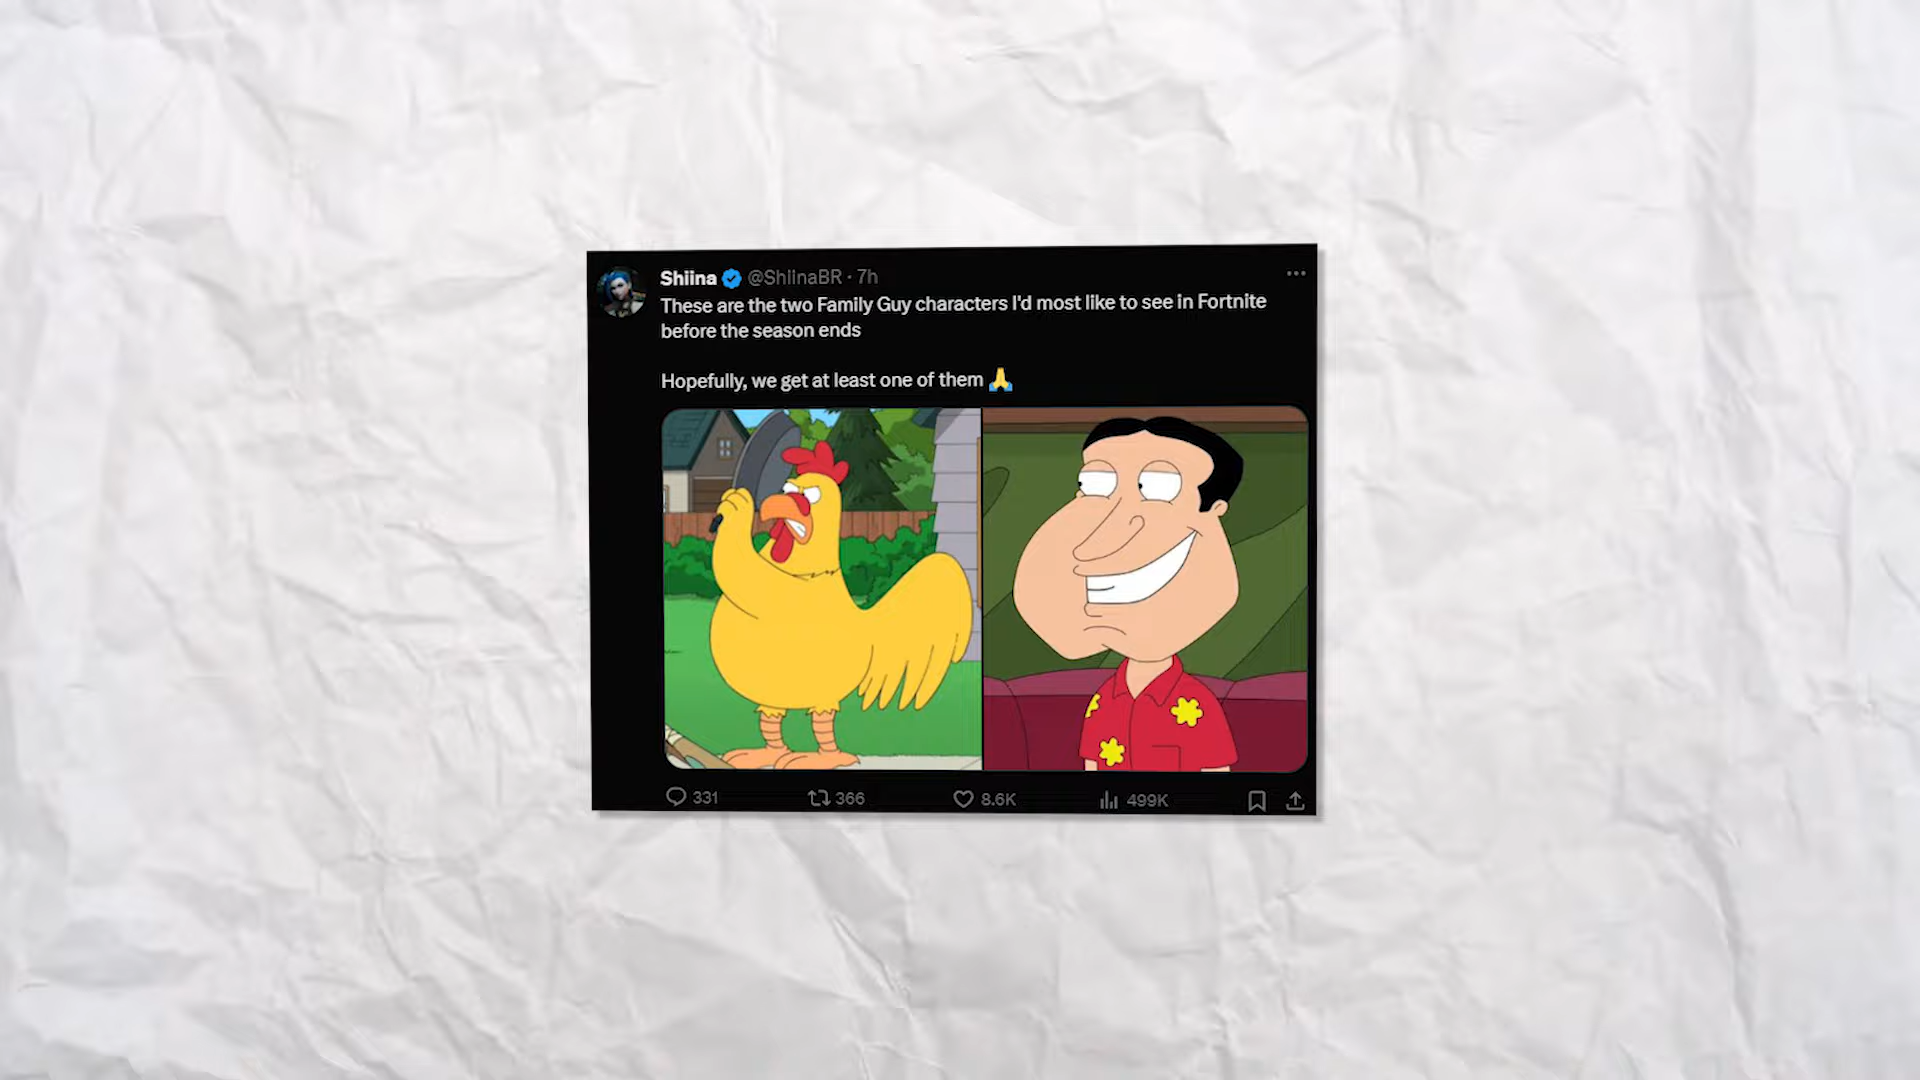 Shiina @ShiinaBR · 7h
These are the two Family Guy characters I'd most like to see in Fortnite
before the season ends
Hopefully, we get at least one of them 🙏
331 366 8.6K 499K